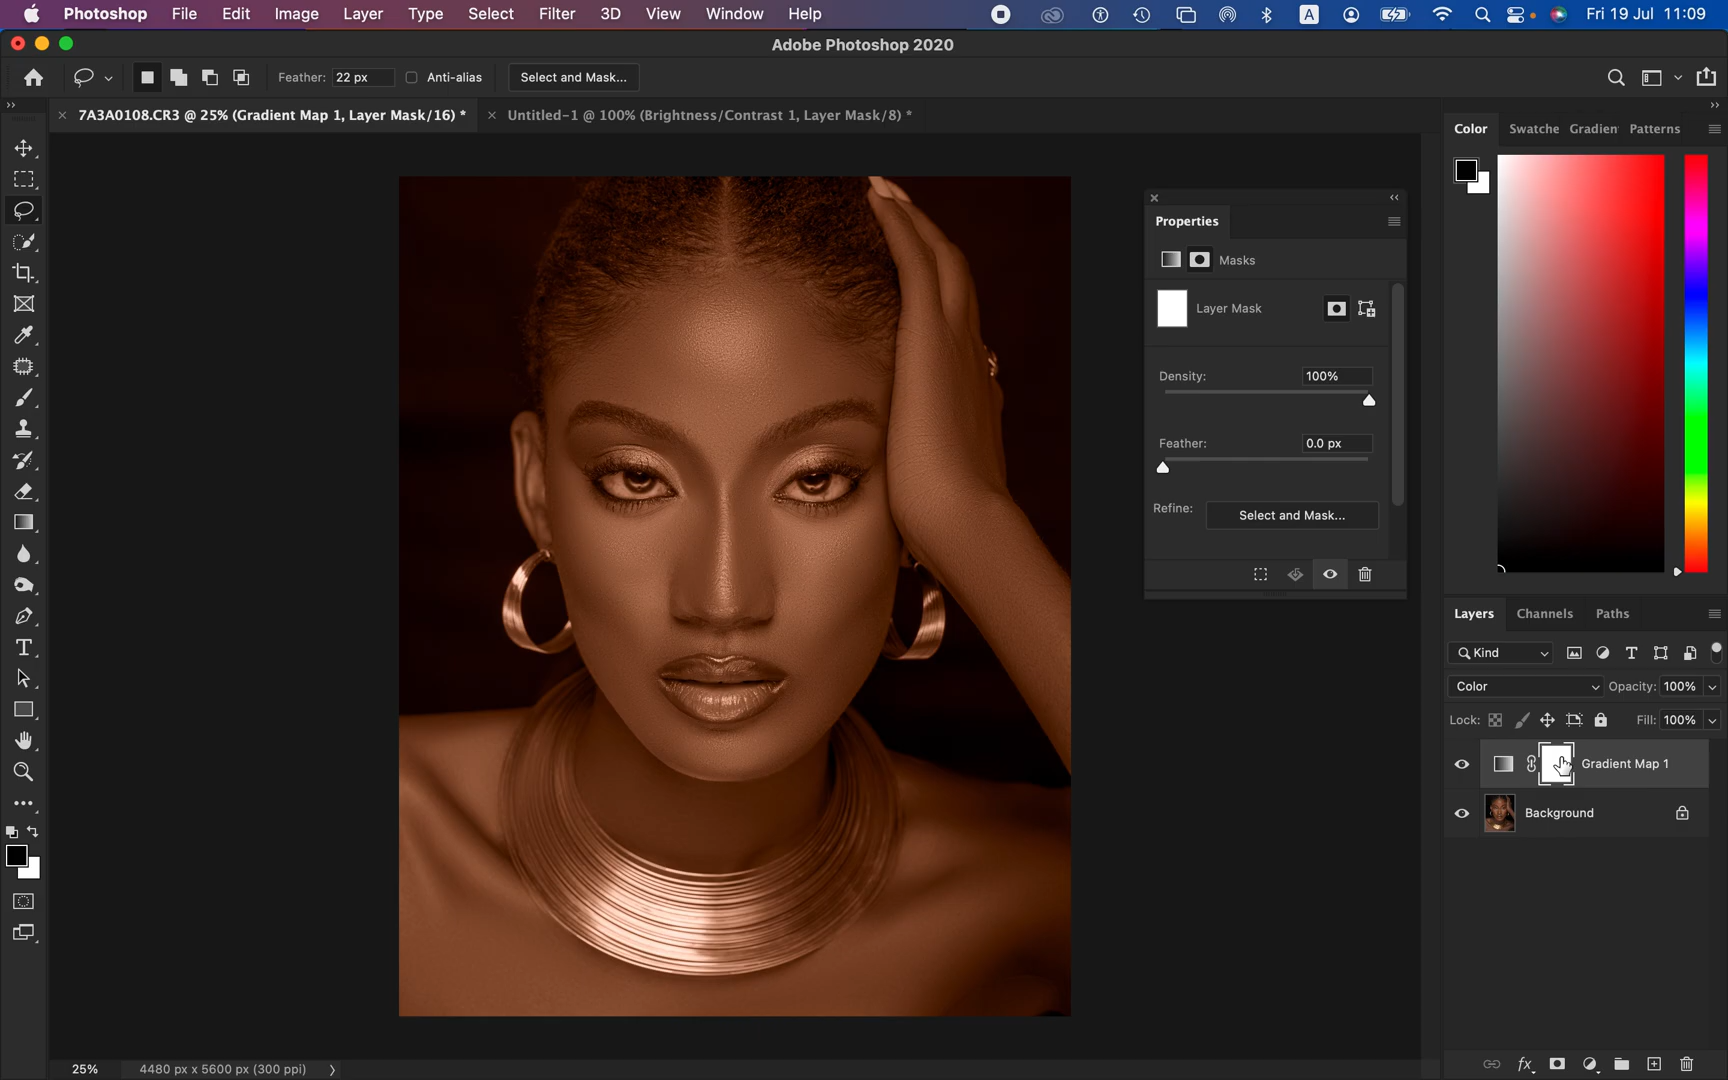 Photoshop File Edit Image Layer Type Select Filter 3D View Window Help A Fri 19 Jul 11:09
Adobe Photoshop 2020
Feather: 22 px Anti-alias Select and Mask...
× 7A3A0108.CR3 @ 25% (Gradient Map 1, Layer Mask/16) * × Untitled-1 @ 100% (Brightness/Contrast 1, Layer Mask/8) *
Color Swatche Gradien Patterns
Properties
Masks
Layer Mask
Density: 100%
Feather: 0.0 px
Refine: Select and Mask...
Layers Channels Paths
Kind
Color Opacity: 100%
Lock: Fill: 100%
Gradient Map 1
Background
fx
25% 4480 px x 5600 px (300 ppi)